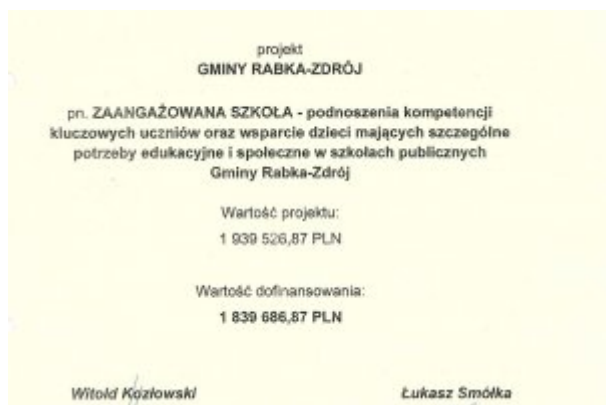 projekt
GMINY RABKA-ZDRÓJ
pn. ZAANGAŻOWANA SZKOŁA - podnoszenia kompetencji
kluczowych uczniów oraz wsparcie dzieci mających szczególne
potrzeby edukacyjne i społeczne w szkołach publicznych
Gminy Rabka-Zdrój
Wartość projektu:
1 939 526,87 PLN
Wartość dofinansowania:
1 839 686,87 PLN
Witold Kozłowski Łukasz Smółka